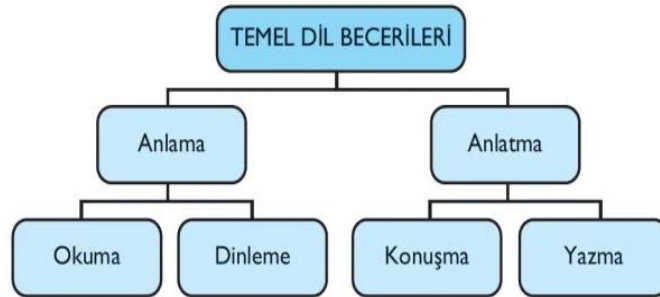 TEMEL DİL BECERİLERİ
Anlama
Anlatma
Okuma
Dinleme
Konuşma
Yazma